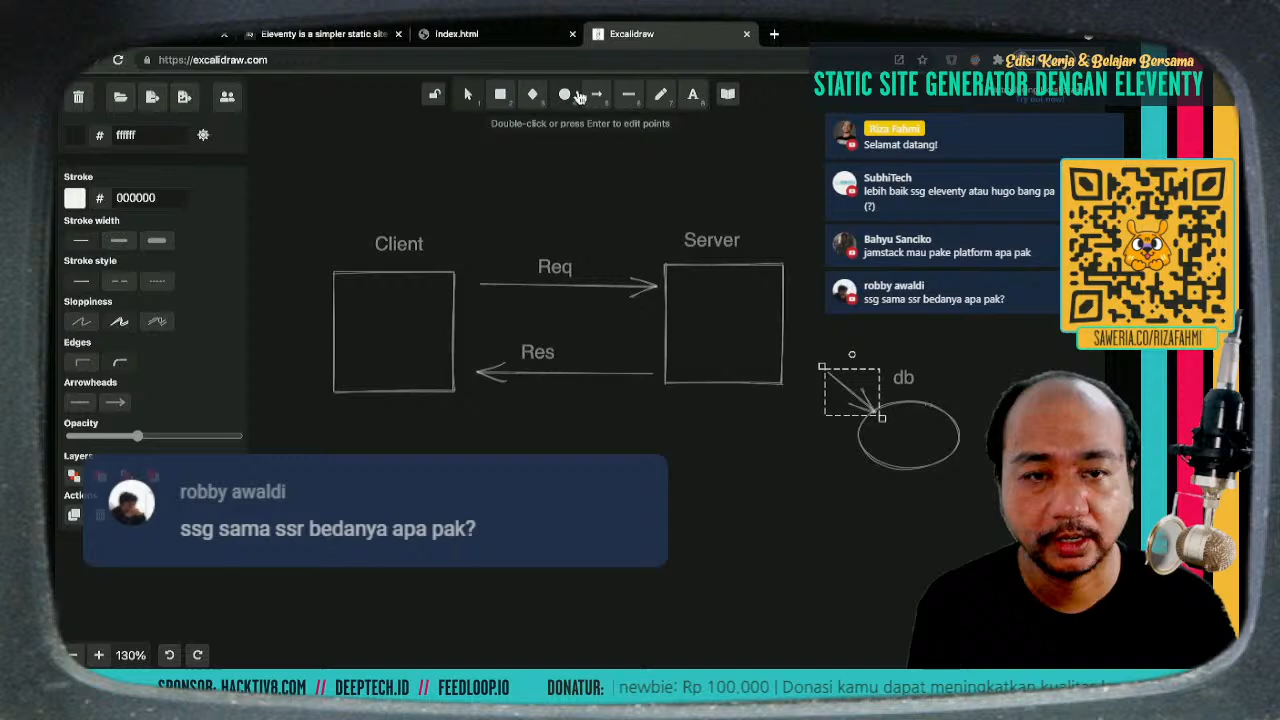 Eleventy is a simpler static site
index.html
Excalidraw
https://excalidraw.com
Edisi Kerja & Belajar Bersama
STATIC SITE GENERATOR DENGAN ELEVENTY
# ffffff
Double-click or press Enter to edit points
Riza Fahmi
Selamat datang!
SubhiTech
lebih baik ssg eleventy atau hugo bang pa
(?)
Bahyu Sanciko
jamstack mau pake platform apa pak
robby awaldi
ssg sama ssr bedanya apa pak?
SAWERIA.CO/RIZAFAHMI
Stroke
# 000000
Stroke width
Stroke style
Sloppiness
Edges
Arrowheads
Opacity
Layers
Client
Req
Server
Res
db
robby awaldi
ssg sama ssr bedanya apa pak?
130%
SPONSOR: HACKTIV8.COM // DEEPTECH.ID // FEEDLOOP.IO DONATUR: newbie: Rp 100.000 | Donasi kamu dapat meningkatkan